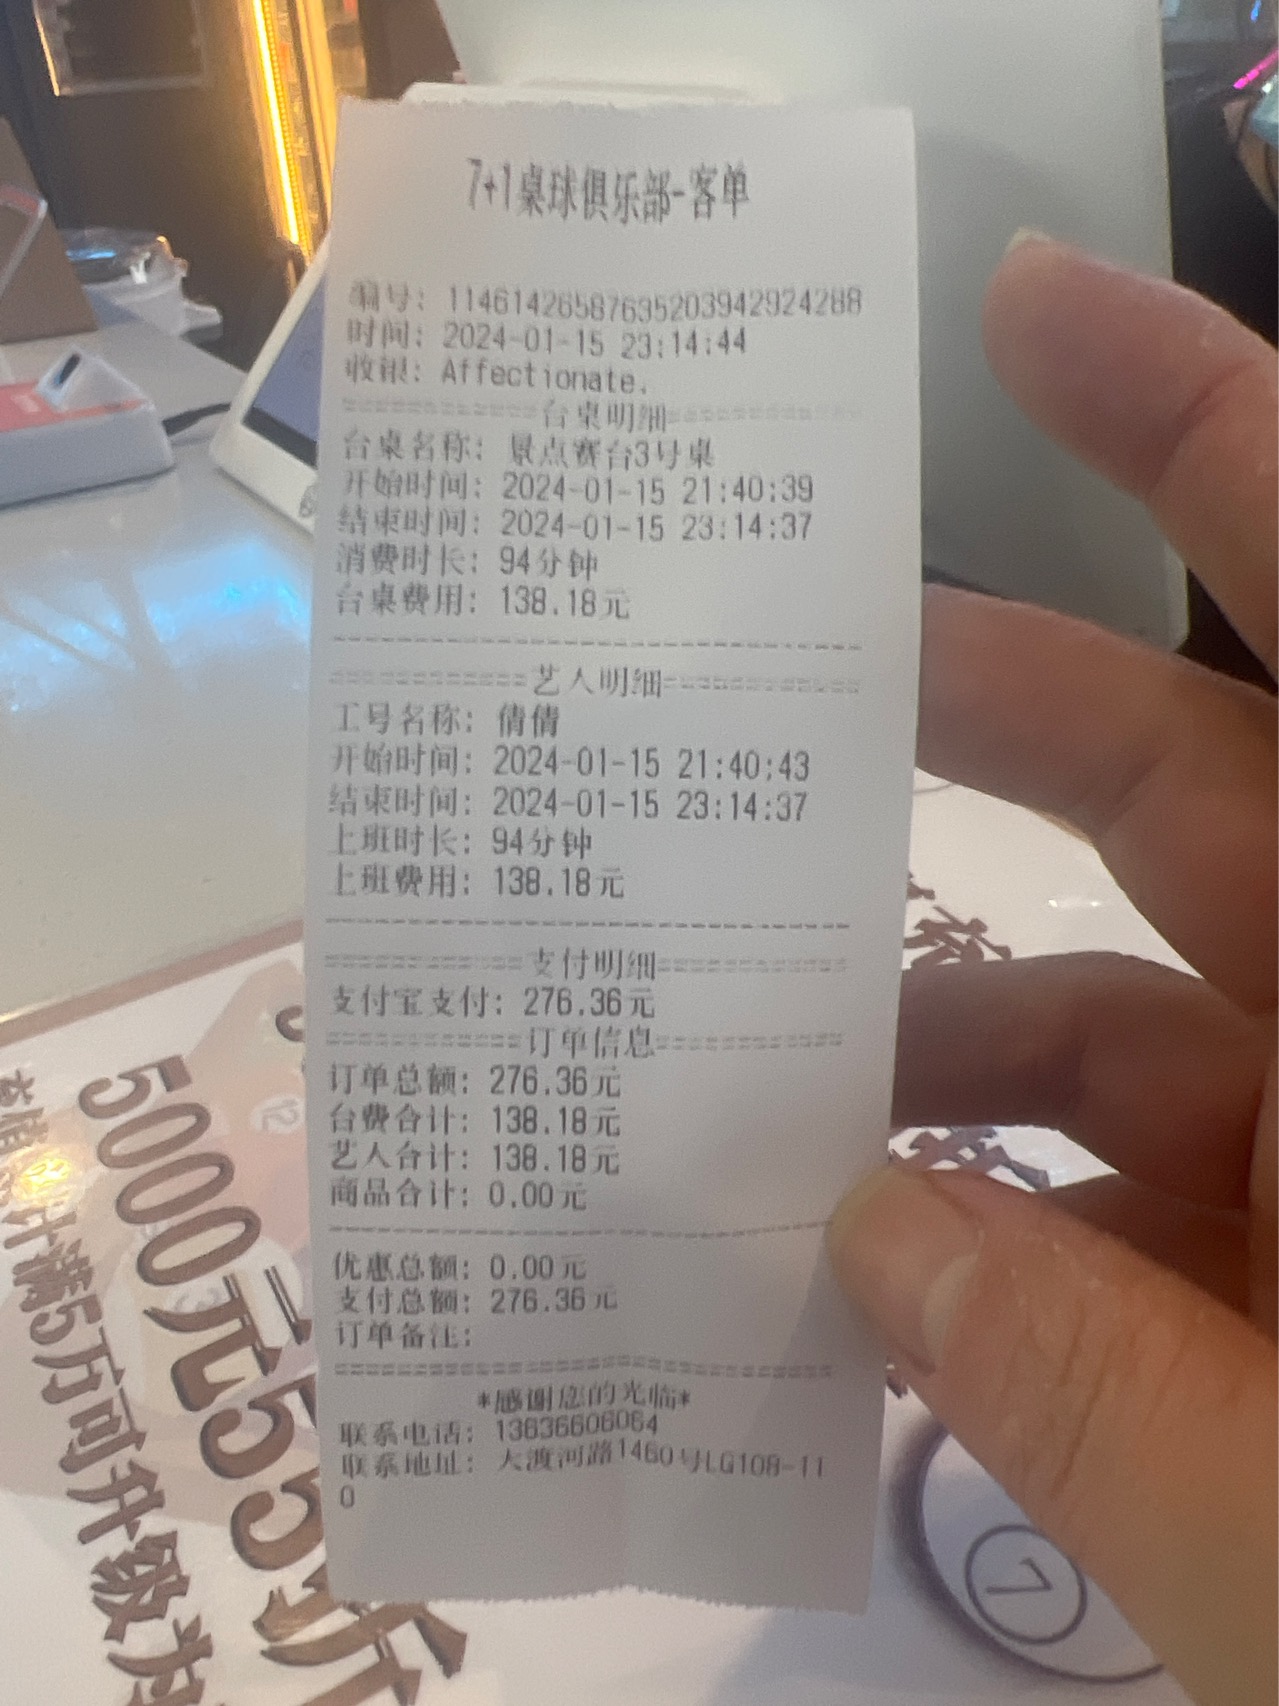 7+1桌球俱乐部-客单
编号: 1146142658763520394292428​8
时间: 2024-01-15 23:14:44
收银: Affectionate.
============台桌明细============
台桌名称: 景点赛台3号桌
开始时间: 2024-01-15 21:40:39
结束时间: 2024-01-15 23:14:37
消费时长: 94分钟
台桌费用: 138.18元
============艺人明细============
工号名称: 倩倩
开始时间: 2024-01-15 21:40:43
结束时间: 2024-01-15 23:14:37
上班时长: 94分钟
上班费用: 138.18元
============支付明细============
支付宝支付: 276.36元
============订单信息============
订单总额: 276.36元
台费合计: 138.18元
艺人合计: 138.18元
商品合计: 0.00元
优惠总额: 0.00元
支付总额: 276.36元
订单备注:
*感谢您的光临*
联系电话: 13636606064
联系地址: 大渡河路1460号LG108-11
0
5000元55折
满5万可升级为
7